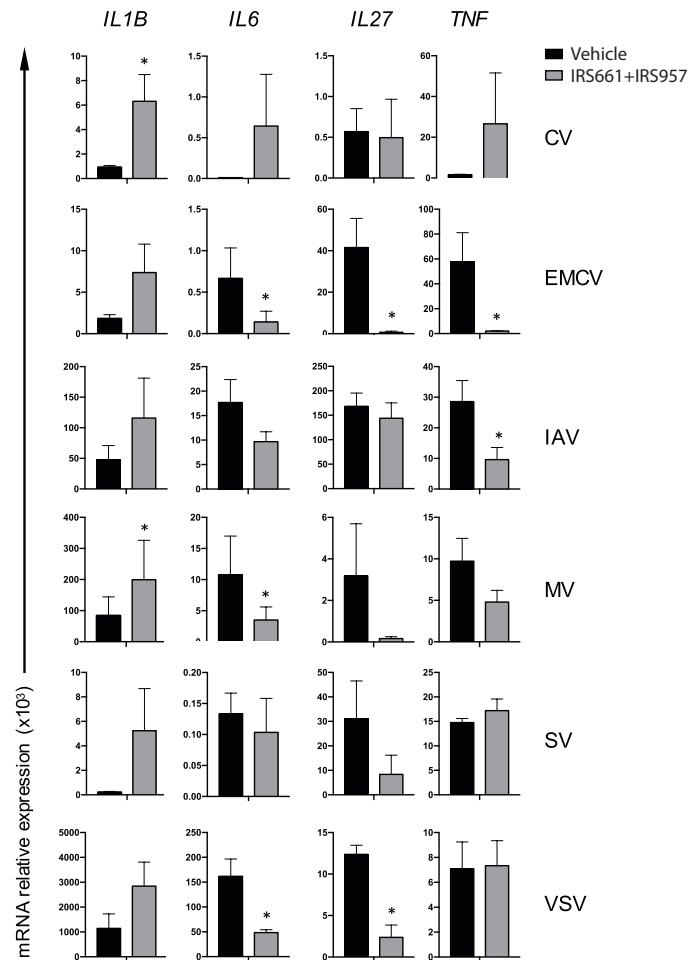 IL1B IL6 IL27 TNF
Vehicle
IRS661+IRS957
mRNA relative expression (x10³)
10 8 6 4 2 0
*
1.5 1.0 0.5 0.0
1.5 1.0 0.5 0.0
60 40 20 0
CV
15 10 5 0
1.5 1.0 0.5 0.0
*
60 40 20 0
*
100 80 60 40 20 0
*
EMCV
200 150 100 50 0
25 20 15 10 5 0
250 200 150 100 50 0
40 30 20 10 0
*
IAV
400 300 200 100 0
*
20 15 10 5 0
*
6 4 2 0
15 10 5 0
MV
10 8 6 4 2 0
0.20 0.15 0.10 0.05 0.00
50 40 30 20 10 0
25 20 15 10 5 0
SV
5000 4000 3000 2000 1000 0
250 200 150 100 50 0
*
15 10 5 0
*
10 8 6 4 2 0
VSV